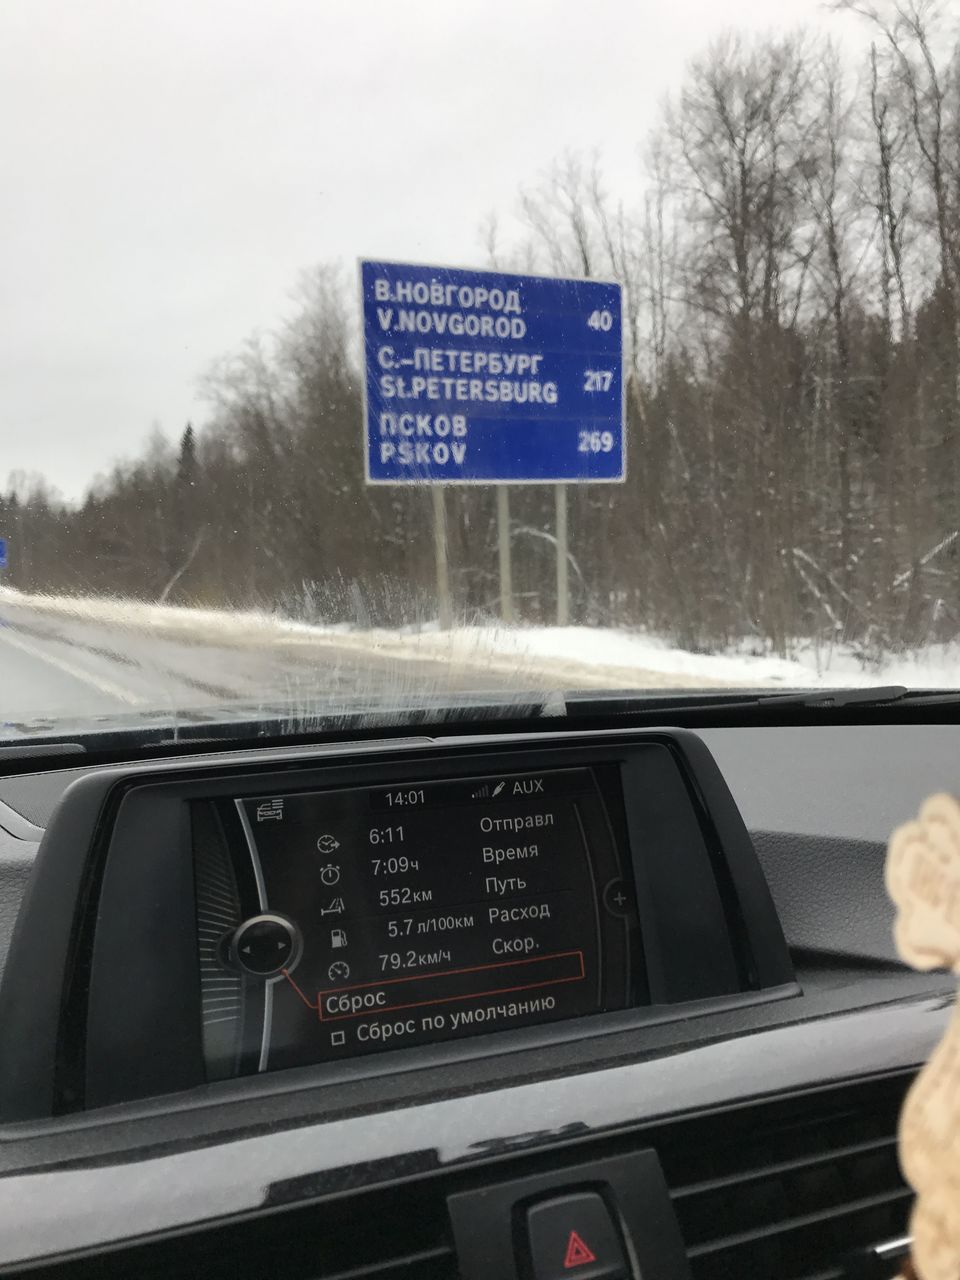 В.НОВГОРОД
V.NOVGOROD 40
С.-ПЕТЕРБУРГ
St.PETERSBURG 217
ПСКОВ
PSKOV 269
14:01 AUX
6:11 Отправл
7:09ч Время
552км Путь
5.7л/100км Расход
79.2км/ч Скор.
Сброс
Сброс по умолчанию